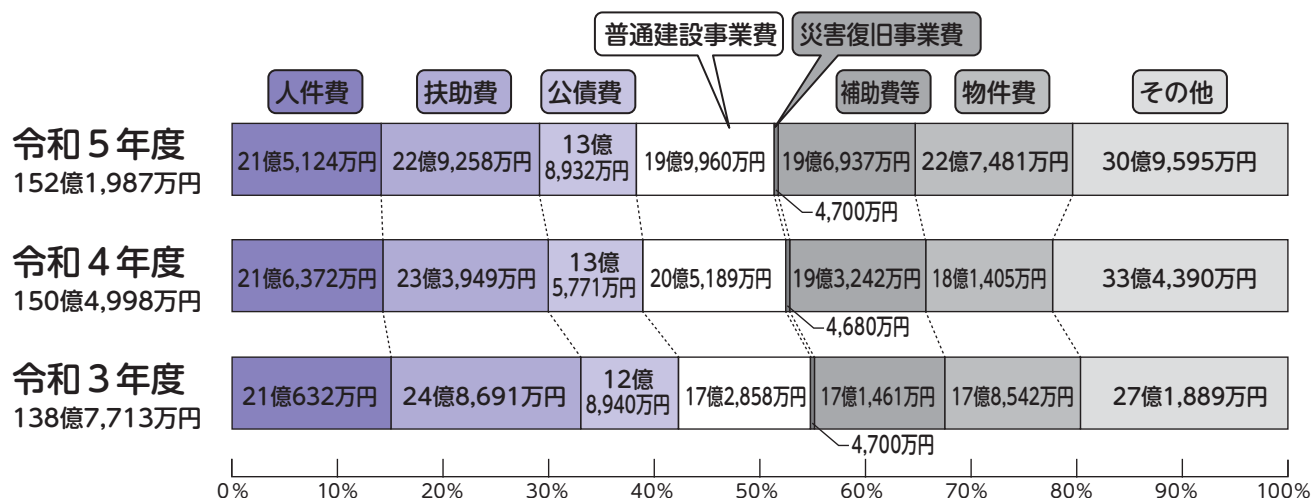 普通建設事業費
災害復旧事業費
人件費
扶助費
公債費
補助費等
物件費
その他
令和5年度
152億1,987万円
21億5,124万円
22億9,258万円
13億
8,932万円
19億9,960万円
19億6,937万円
22億7,481万円
30億9,595万円
4,700万円
令和4年度
150億4,998万円
21億6,372万円
23億3,949万円
13億
5,771万円
20億5,189万円
19億3,242万円
18億1,405万円
33億4,390万円
4,680万円
令和3年度
138億7,713万円
21億632万円
24億8,691万円
12億
8,940万円
17億2,858万円
17億1,461万円
17億8,542万円
27億1,889万円
4,700万円
0%
10%
20%
30%
40%
50%
60%
70%
80%
90%
100%